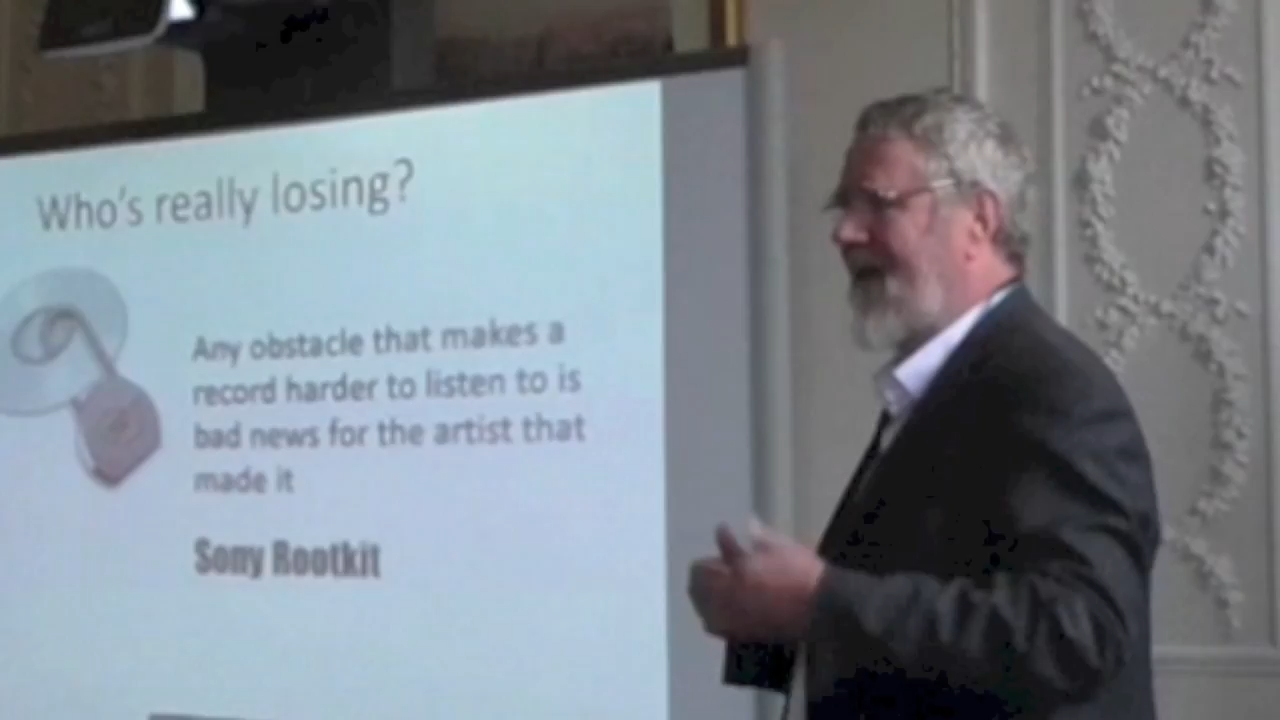 Who's really losing?
Any obstacle that makes a
record harder to listen to is
bad news for the artist that
made it
Sony Rootkit